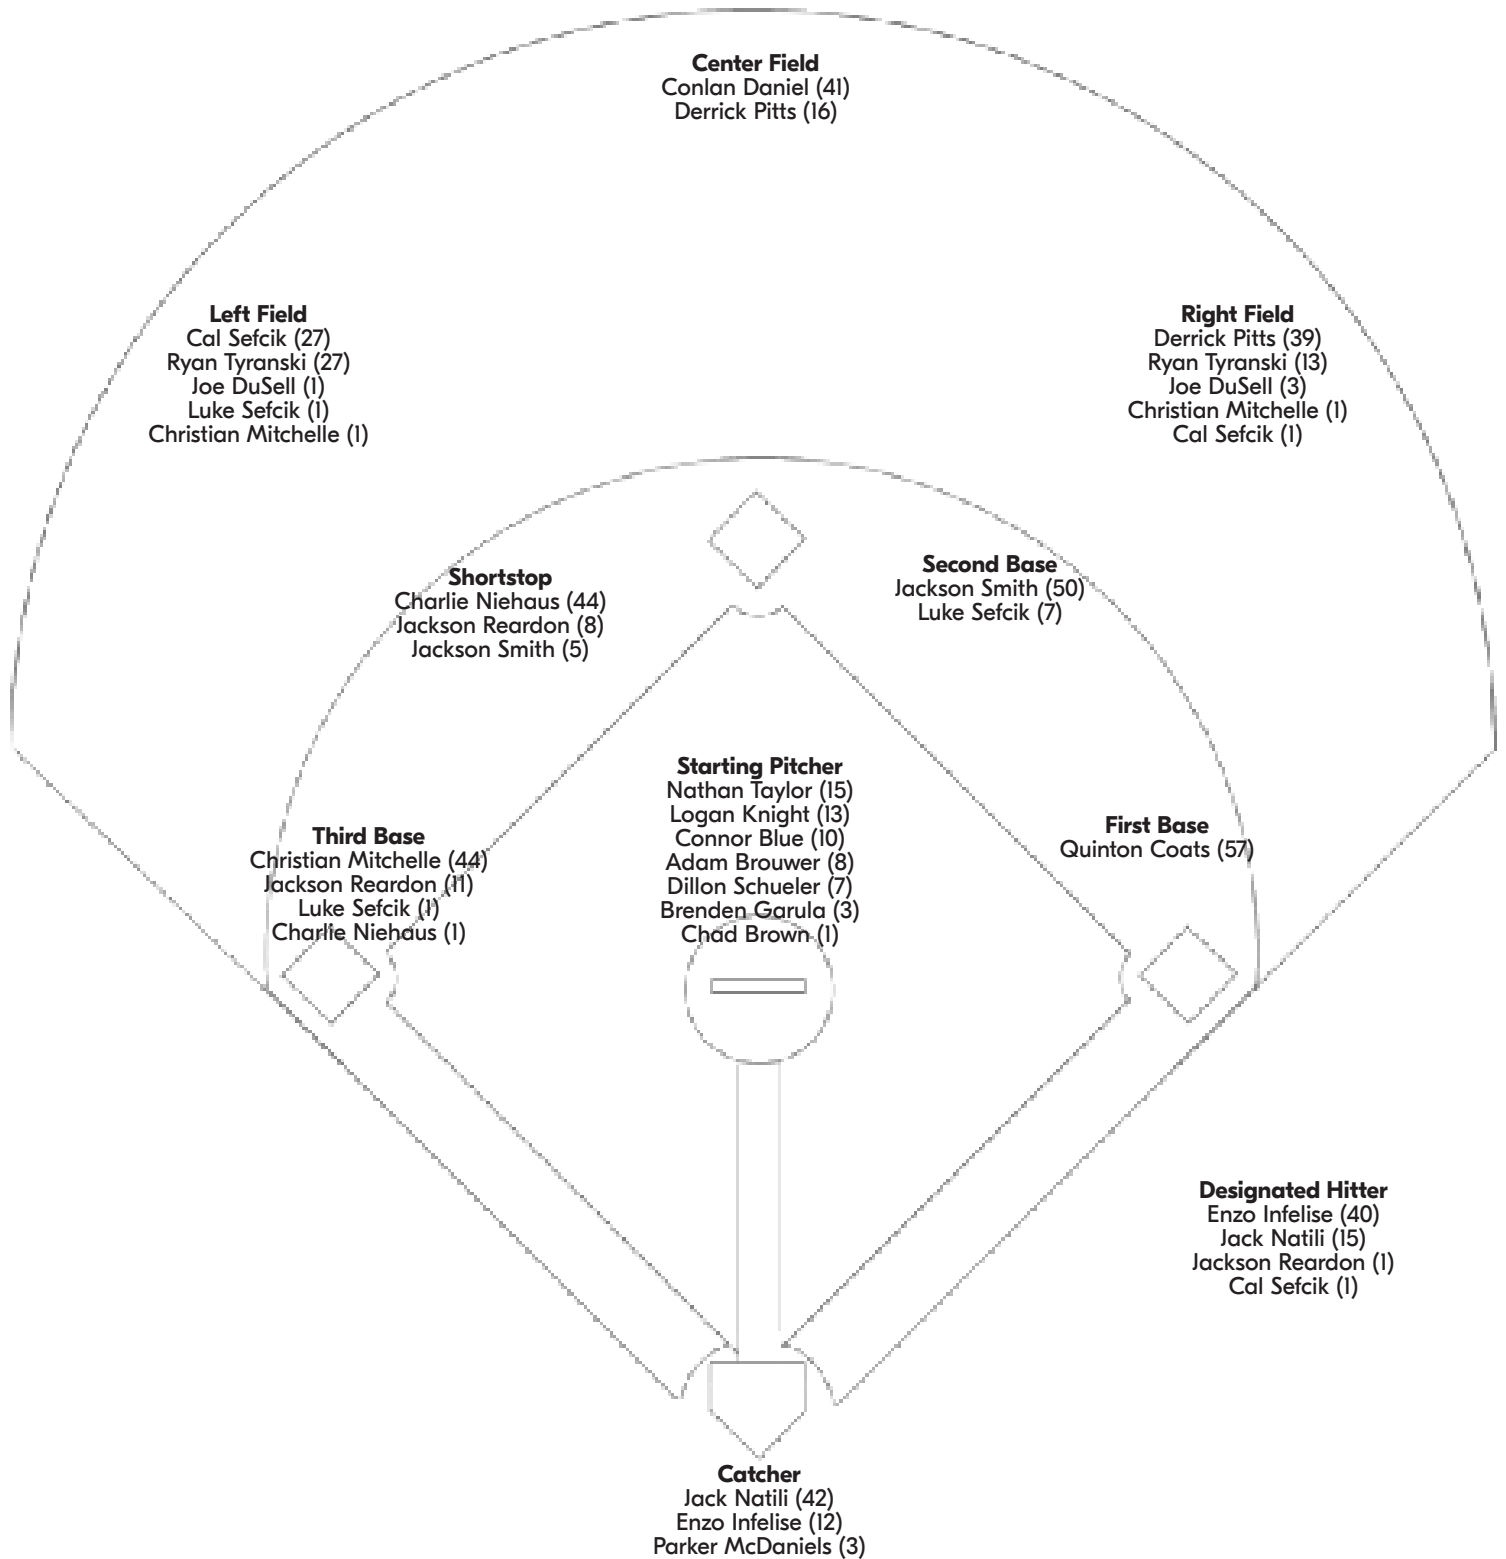 Center Field
Conlan Daniel (41)
Derrick Pitts (16)
Left Field
Cal Sefcik (27)
Ryan Tyranski (27)
Joe DuSell (1)
Luke Sefcik (1)
Christian Mitchelle (1)
Right Field
Derrick Pitts (39)
Ryan Tyranski (13)
Joe DuSell (3)
Christian Mitchelle (1)
Cal Sefcik (1)
Shortstop
Charlie Niehaus (44)
Jackson Reardon (8)
Jackson Smith (5)
Second Base
Jackson Smith (50)
Luke Sefcik (7)
Third Base
Christian Mitchelle (44)
Jackson Reardon (11)
Luke Sefcik (1)
Charlie Niehaus (1)
Starting Pitcher
Nathan Taylor (15)
Logan Knight (13)
Connor Blue (10)
Adam Brouwer (8)
Dillon Schueler (7)
Brenden Garula (3)
Chad Brown (1)
First Base
Quinton Coats (57)
Designated Hitter
Enzo Infelise (40)
Jack Natili (15)
Jackson Reardon (1)
Cal Sefcik (1)
Catcher
Jack Natili (42)
Enzo Infelise (12)
Parker McDaniels (3)